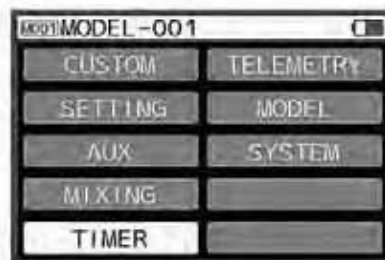 M001 MODEL-001
CUSTOM TELEMETRY
SETTING MODEL
AUX SYSTEM
MIXING
TIMER